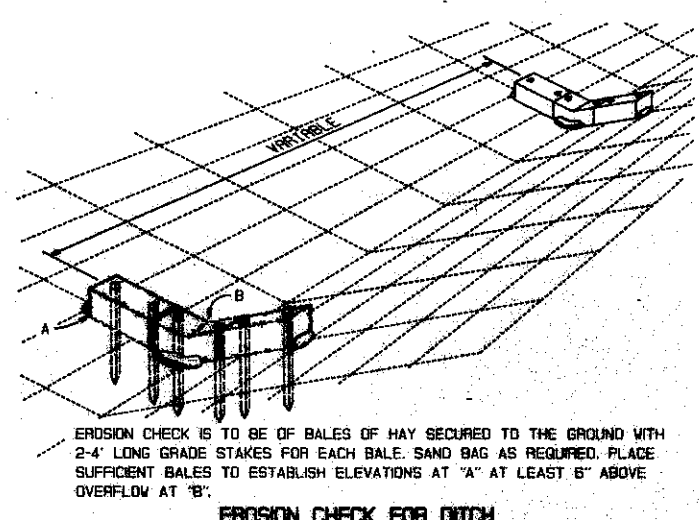 VARIABLE
B
A
EROSION CHECK IS TO BE OF BALES OF HAY SECURED TO THE GROUND WITH
2-4' LONG GRADE STAKES FOR EACH BALE. SAND BAG AS REQUIRED. PLACE
SUFFICIENT BALES TO ESTABLISH ELEVATIONS AT "A" AT LEAST 6" ABOVE
OVERFLOW AT "B".
EROSION CHECK FOR DITCH